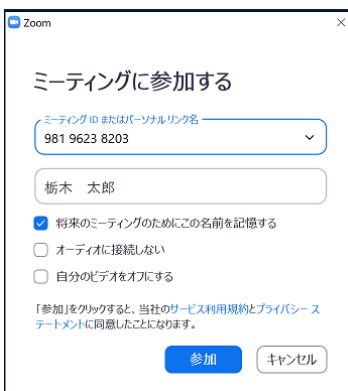 Zoom
ミーティングに参加する
ミーティング ID またはパーソナルリンク名
981 9623 8203
栃木　太郎
将来のミーティングのためにこの名前を記憶する
オーディオに接続しない
自分のビデオをオフにする
「参加」をクリックすると、当社のサービス利用規約とプライバシー ス
テートメントに同意したことになります。
参加
キャンセル